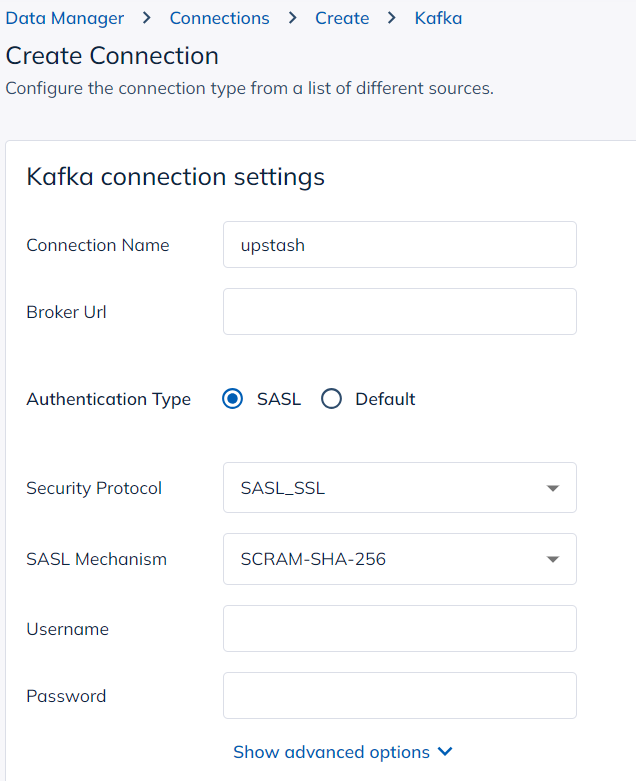 Data Manager > Connections > Create > Kafka
Create Connection
Configure the connection type from a list of different sources.
Kafka connection settings
Connection Name upstash
Broker Url
Authentication Type SASL Default
Security Protocol SASL_SSL
SASL Mechanism SCRAM-SHA-256
Username
Password
Show advanced options